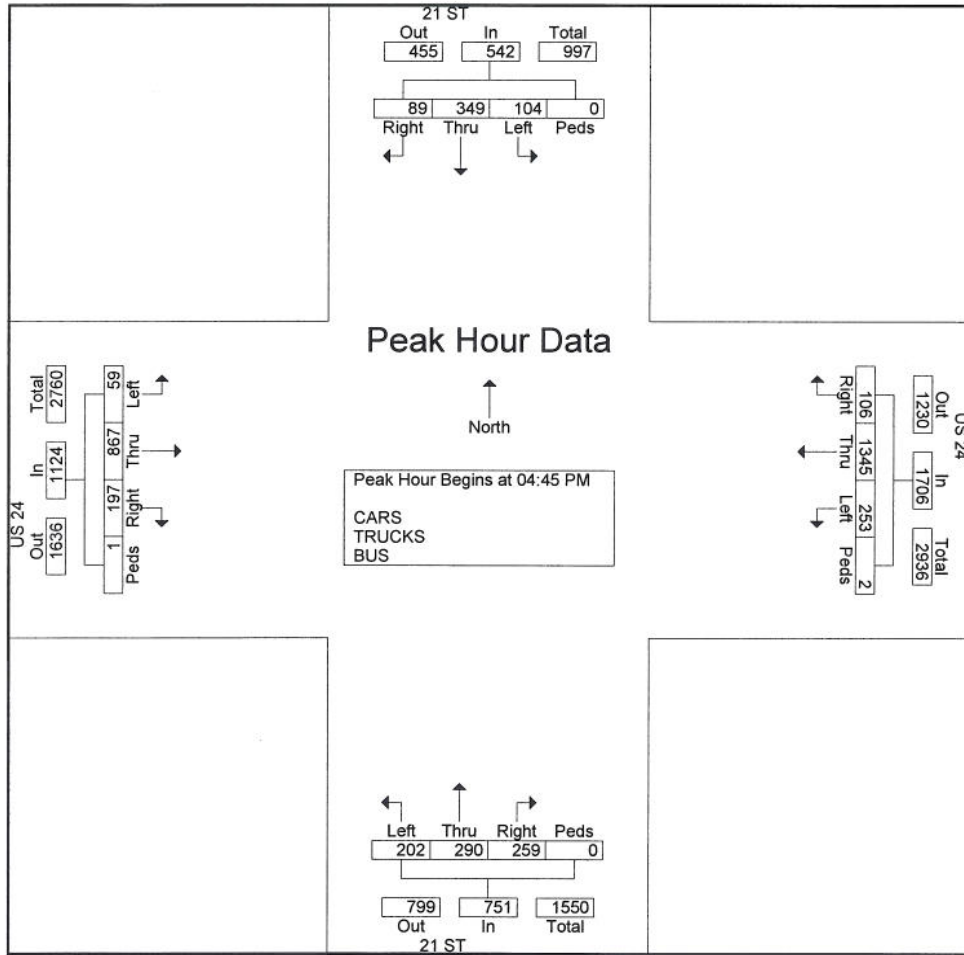 21 ST
Out In Total
455 542 997
89 349 104 0
Right Thru Left Peds
Peak Hour Data
North
Peak Hour Begins at 04:45 PM
CARS
TRUCKS
BUS
US 24
Total In Out
2760 1124 1636
59 867 197 1
Left Thru Right Peds
US 24
Out In Total
1230 1706 2936
106 1345 253 2
Right Thru Left Peds
Left Thru Right Peds
202 290 259 0
799 751 1550
Out In Total
21 ST